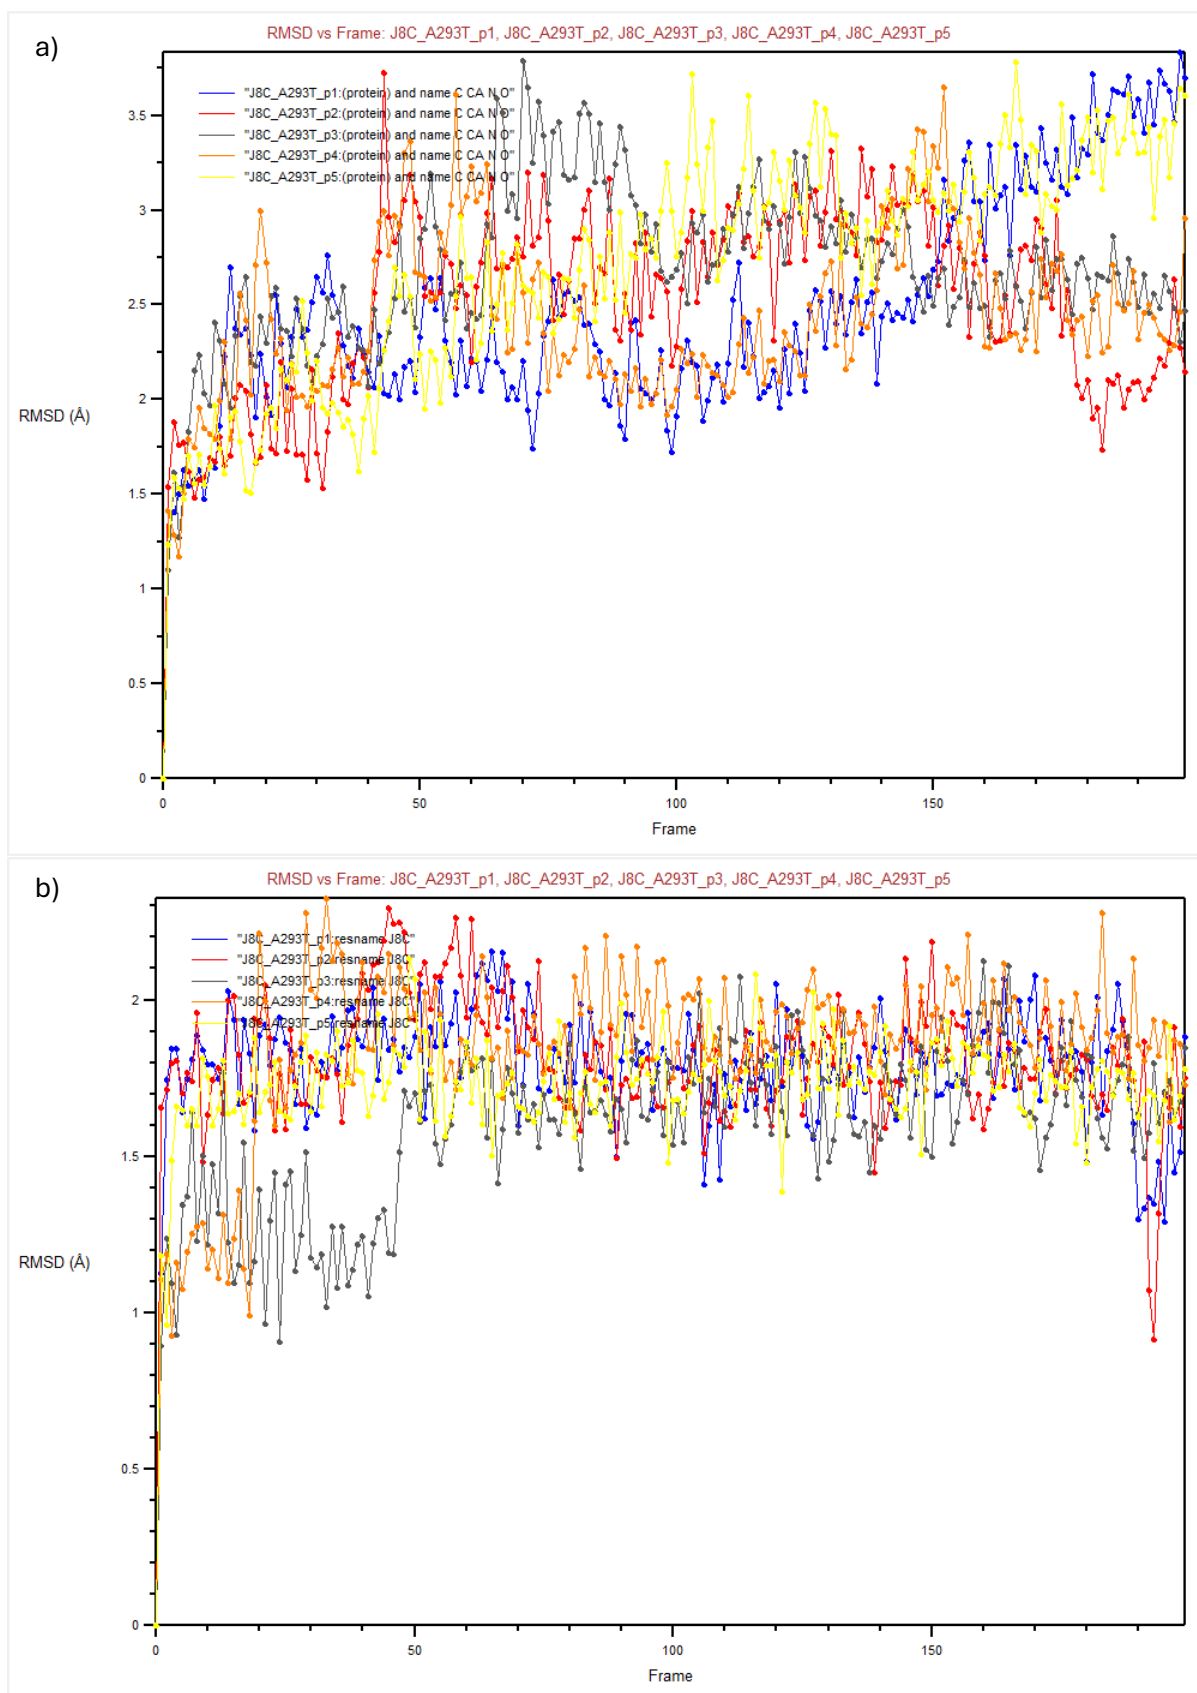 a)
RMSD vs Frame: J8C_A293T_p1, J8C_A293T_p2, J8C_A293T_p3, J8C_A293T_p4, J8C_A293T_p5
"J8C_A293T_p1:(protein) and name C CA N O"
"J8C_A293T_p2:(protein) and name C CA N O"
"J8C_A293T_p3:(protein) and name C CA N O"
"J8C_A293T_p4:(protein) and name C CA N O"
"J8C_A293T_p5:(protein) and name C CA N O"
3.5
3
2.5
2
1.5
1
0.5
0
RMSD (Å)
0 50 100 150
Frame
b)
RMSD vs Frame: J8C_A293T_p1, J8C_A293T_p2, J8C_A293T_p3, J8C_A293T_p4, J8C_A293T_p5
"J8C_A293T_p1:resname J8C"
"J8C_A293T_p2:resname J8C"
"J8C_A293T_p3:resname J8C"
"J8C_A293T_p4:resname J8C"
"J8C_A293T_p5:resname J8C"
2
1.5
1
0.5
0
RMSD (Å)
0 50 100 150
Frame